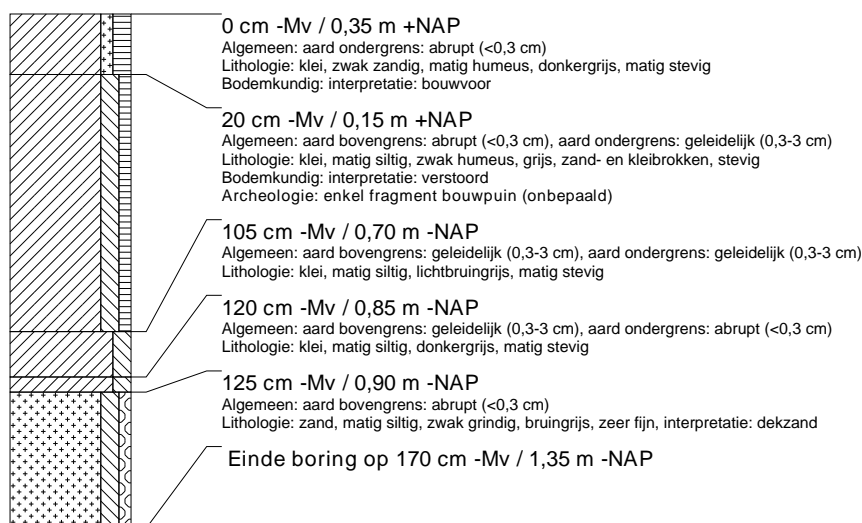 0 cm -Mv / 0,35 m +NAP
Algemeen: aard ondergrens: abrupt (<0,3 cm)
Lithologie: klei, zwak zandig, matig humeus, donkergrijs, matig stevig
Bodemkundig: interpretatie: bouwvoor
20 cm -Mv / 0,15 m +NAP
Algemeen: aard bovengrens: abrupt (<0,3 cm), aard ondergrens: geleidelijk (0,3-3 cm)
Lithologie: klei, matig siltig, zwak humeus, grijs, zand- en kleibrokken, stevig
Bodemkundig: interpretatie: verstoord
Archeologie: enkel fragment bouwpuin (onbepaald)
105 cm -Mv / 0,70 m -NAP
Algemeen: aard bovengrens: geleidelijk (0,3-3 cm), aard ondergrens: geleidelijk (0,3-3 cm)
Lithologie: klei, matig siltig, lichtbruingrijs, matig stevig
120 cm -Mv / 0,85 m -NAP
Algemeen: aard bovengrens: geleidelijk (0,3-3 cm), aard ondergrens: abrupt (<0,3 cm)
Lithologie: klei, matig siltig, donkergrijs, matig stevig
125 cm -Mv / 0,90 m -NAP
Algemeen: aard bovengrens: abrupt (<0,3 cm)
Lithologie: zand, matig siltig, zwak grindig, bruingrijs, zeer fijn, interpretatie: dekzand
Einde boring op 170 cm -Mv / 1,35 m -NAP